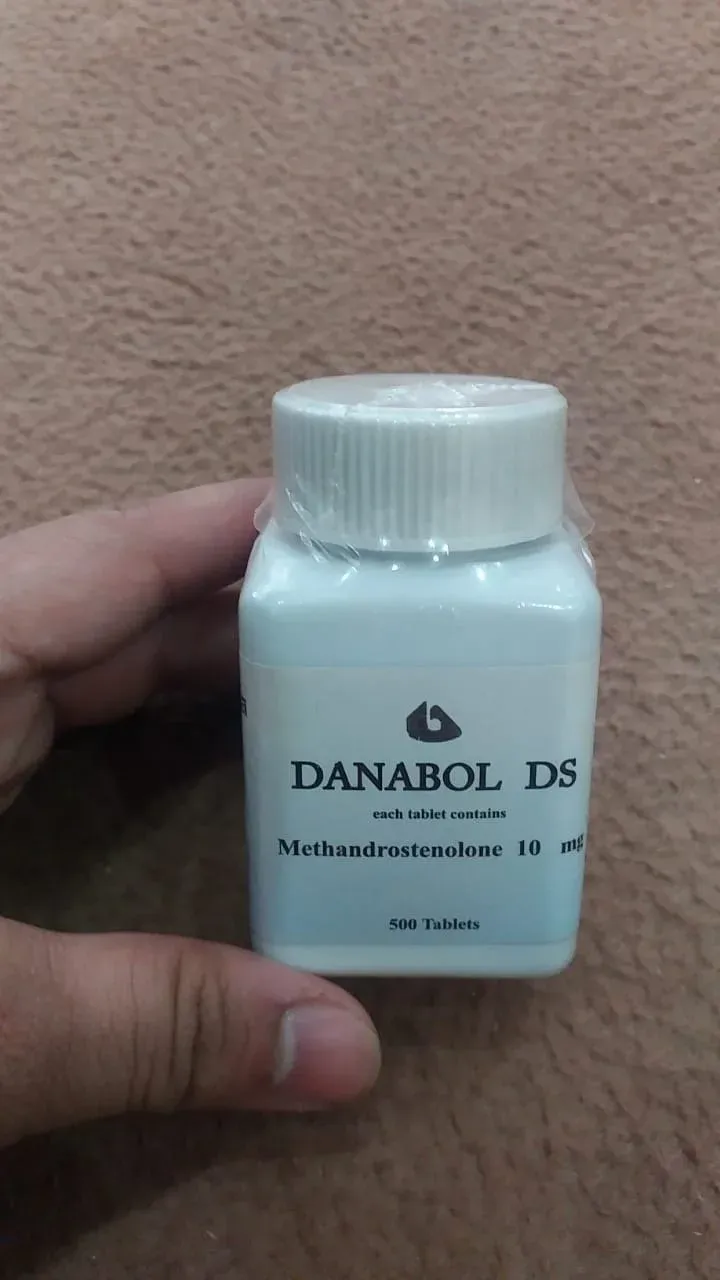 DANABOL DS
each tablet contains
Methandrostenolone 10 mg
500 Tablets